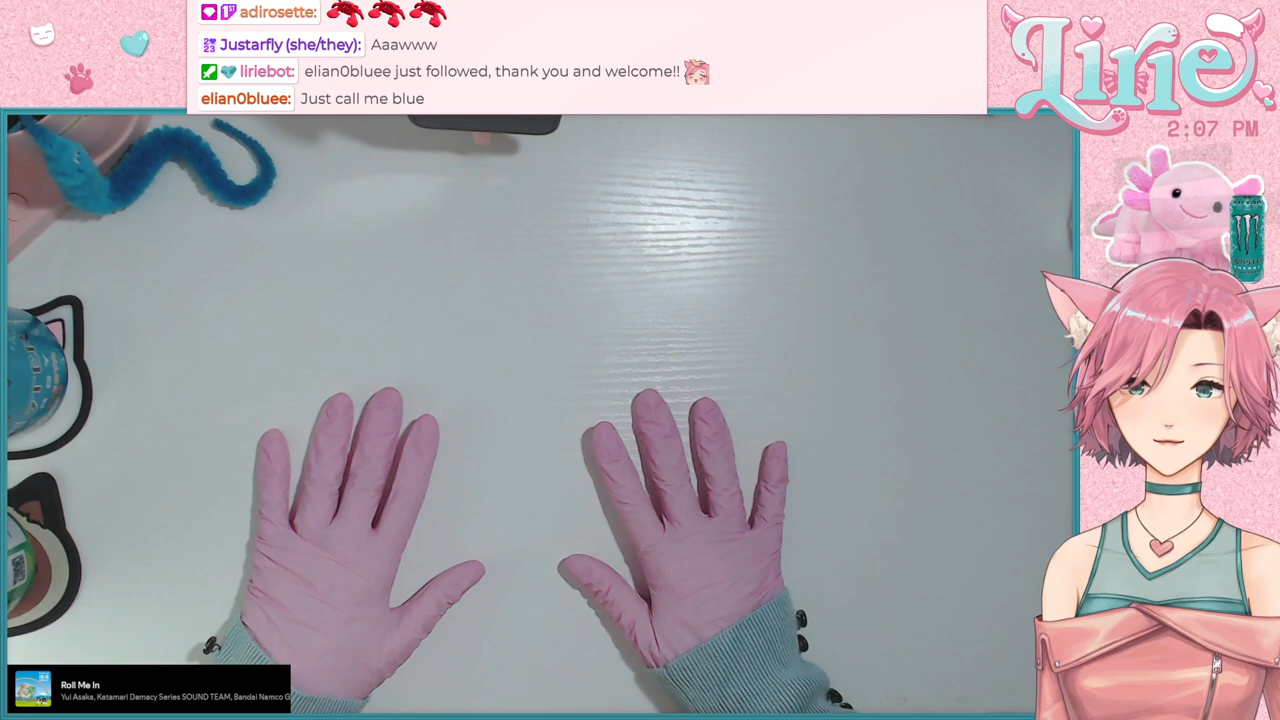 adirosette:
Justarfly (she/they): Aaawww
liriebot: elian0bluee just followed, thank you and welcome!!
elian0bluee: Just call me blue
Lirie
2:07 PM
Roll Me In
Yui Asaka, Katamari Damacy Series SOUND TEAM, Bandai Namco G